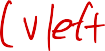 ( v left